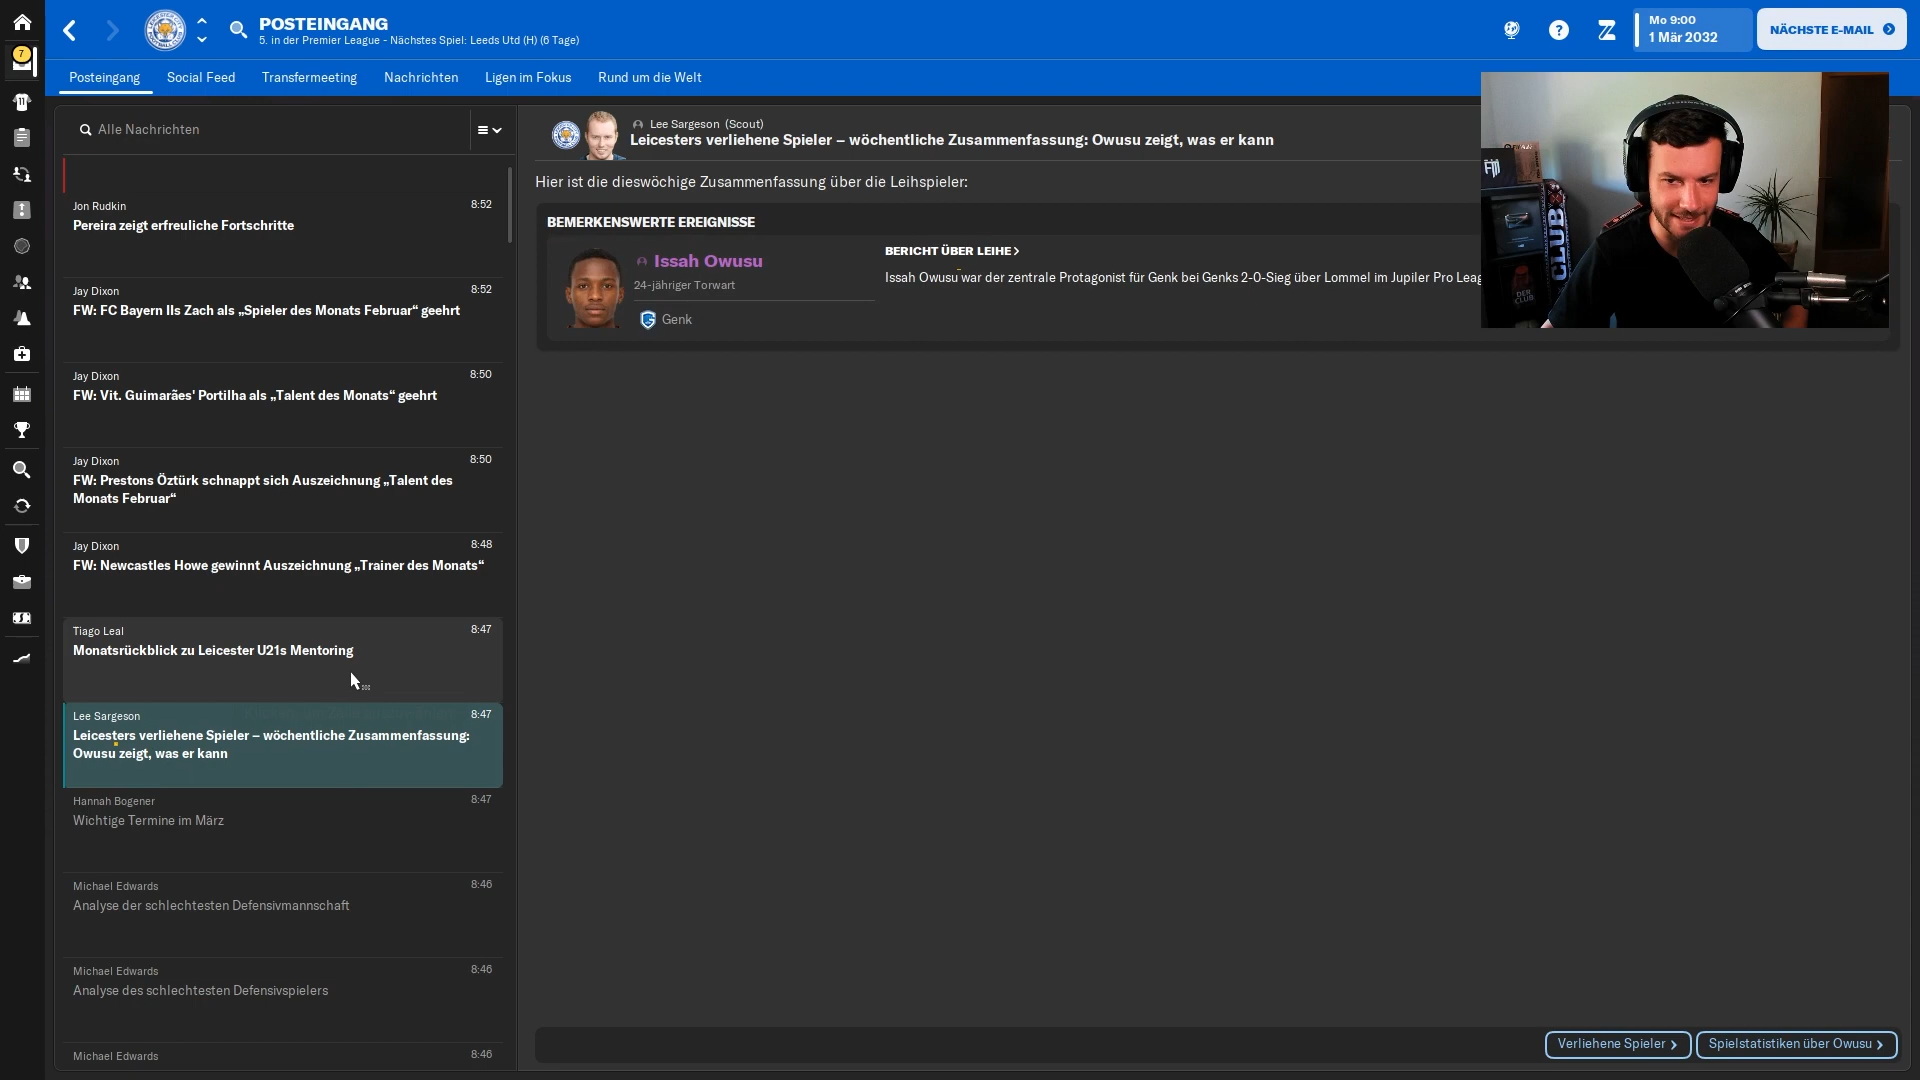 7
POSTEINGANG
5. in der Premier League - Nächstes Spiel: Leeds Utd (H) (6 Tage)
Mo 9:00
1 Mär 2032
NÄCHSTE E-MAIL
Posteingang
Social Feed
Transfermeeting
Nachrichten
Ligen im Fokus
Rund um die Welt
Alle Nachrichten
Jon Rudkin
8:52
Pereira zeigt erfreuliche Fortschritte
Jay Dixon
8:52
FW: FC Bayern IIs Zach als „Spieler des Monats Februar“ geehrt
Jay Dixon
8:50
FW: Vit. Guimarães' Portilha als „Talent des Monats“ geehrt
Jay Dixon
8:50
FW: Prestons Öztürk schnappt sich Auszeichnung „Talent des
Monats Februar“
Jay Dixon
8:48
FW: Newcastles Howe gewinnt Auszeichnung „Trainer des Monats“
Tiago Leal
8:47
Monatsrückblick zu Leicester U21s Mentoring
Lee Sargeson
8:47
Leicesters verliehene Spieler – wöchentliche Zusammenfassung:
Owusu zeigt, was er kann
Hannah Bogener
8:47
Wichtige Termine im März
Michael Edwards
8:46
Analyse der schlechtesten Defensivmannschaft
Michael Edwards
8:46
Analyse des schlechtesten Defensivspielers
Michael Edwards
8:46
Lee Sargeson (Scout)
Leicesters verliehene Spieler – wöchentliche Zusammenfassung: Owusu zeigt, was er kann
Hier ist die dieswöchige Zusammenfassung über die Leihspieler:
BEMERKENSWERTE EREIGNISSE
Issah Owusu
24-jähriger Torwart
Genk
BERICHT ÜBER LEIHE
Issah Owusu war der zentrale Protagonist für Genk bei Genks 2-0-Sieg über Lommel im Jupiler Pro Leag
FM
CLUB
DER
CLUB
Verliehene Spieler
Spielstatistiken über Owusu